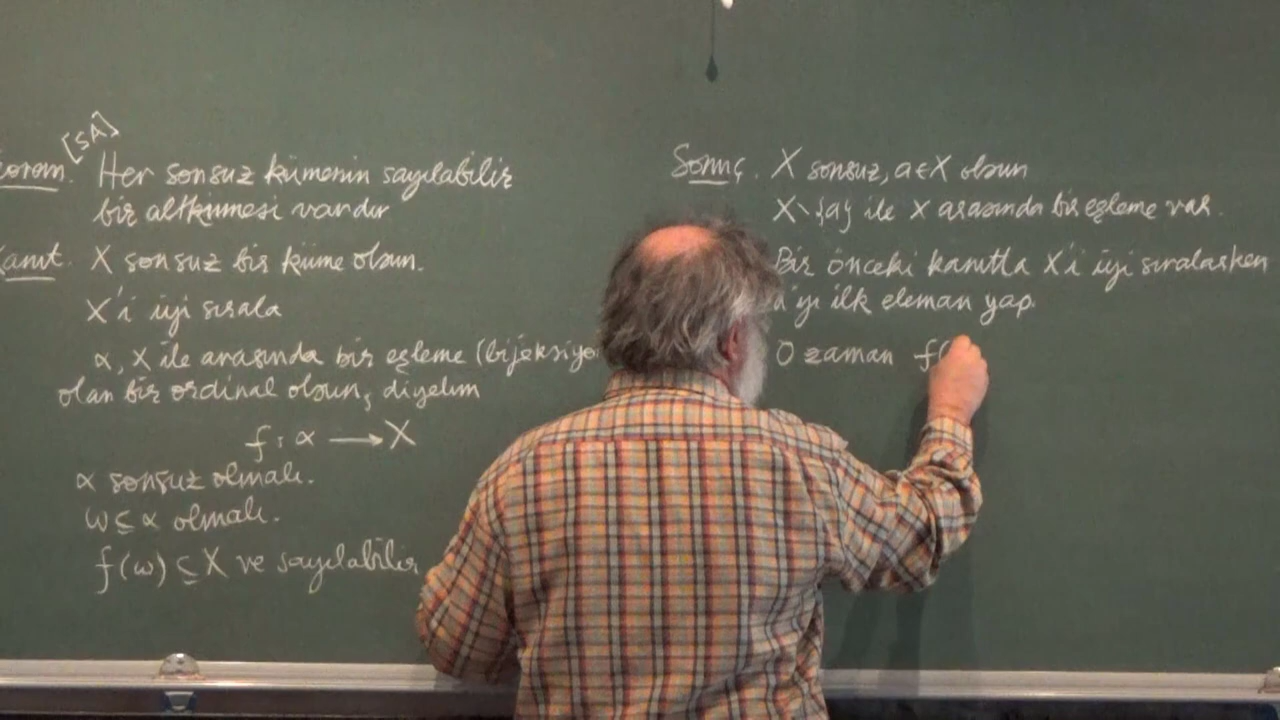 [SA]
Her sonsuz kümenin sayılabilir
bir altkümesi vardır
Kanıt. X sonsuz bir küme olsun.
X'i iyi sırala
α, X ile arasında bir eşleme (bijeksiyo
olan bir ordinal olsun, diyelim
f : α → X
α sonsuz olmalı.
ω ⊆ α olmalı.
f(ω) ⊆ X ve sayılabilir
Sonuç. X sonsuz, a ∈ X olsun
X \ {a} ile X arasında bir eşleme var.
Bir önceki kanıtla X'i iyi sıralarken
a'yı ilk eleman yap.
O zaman f(